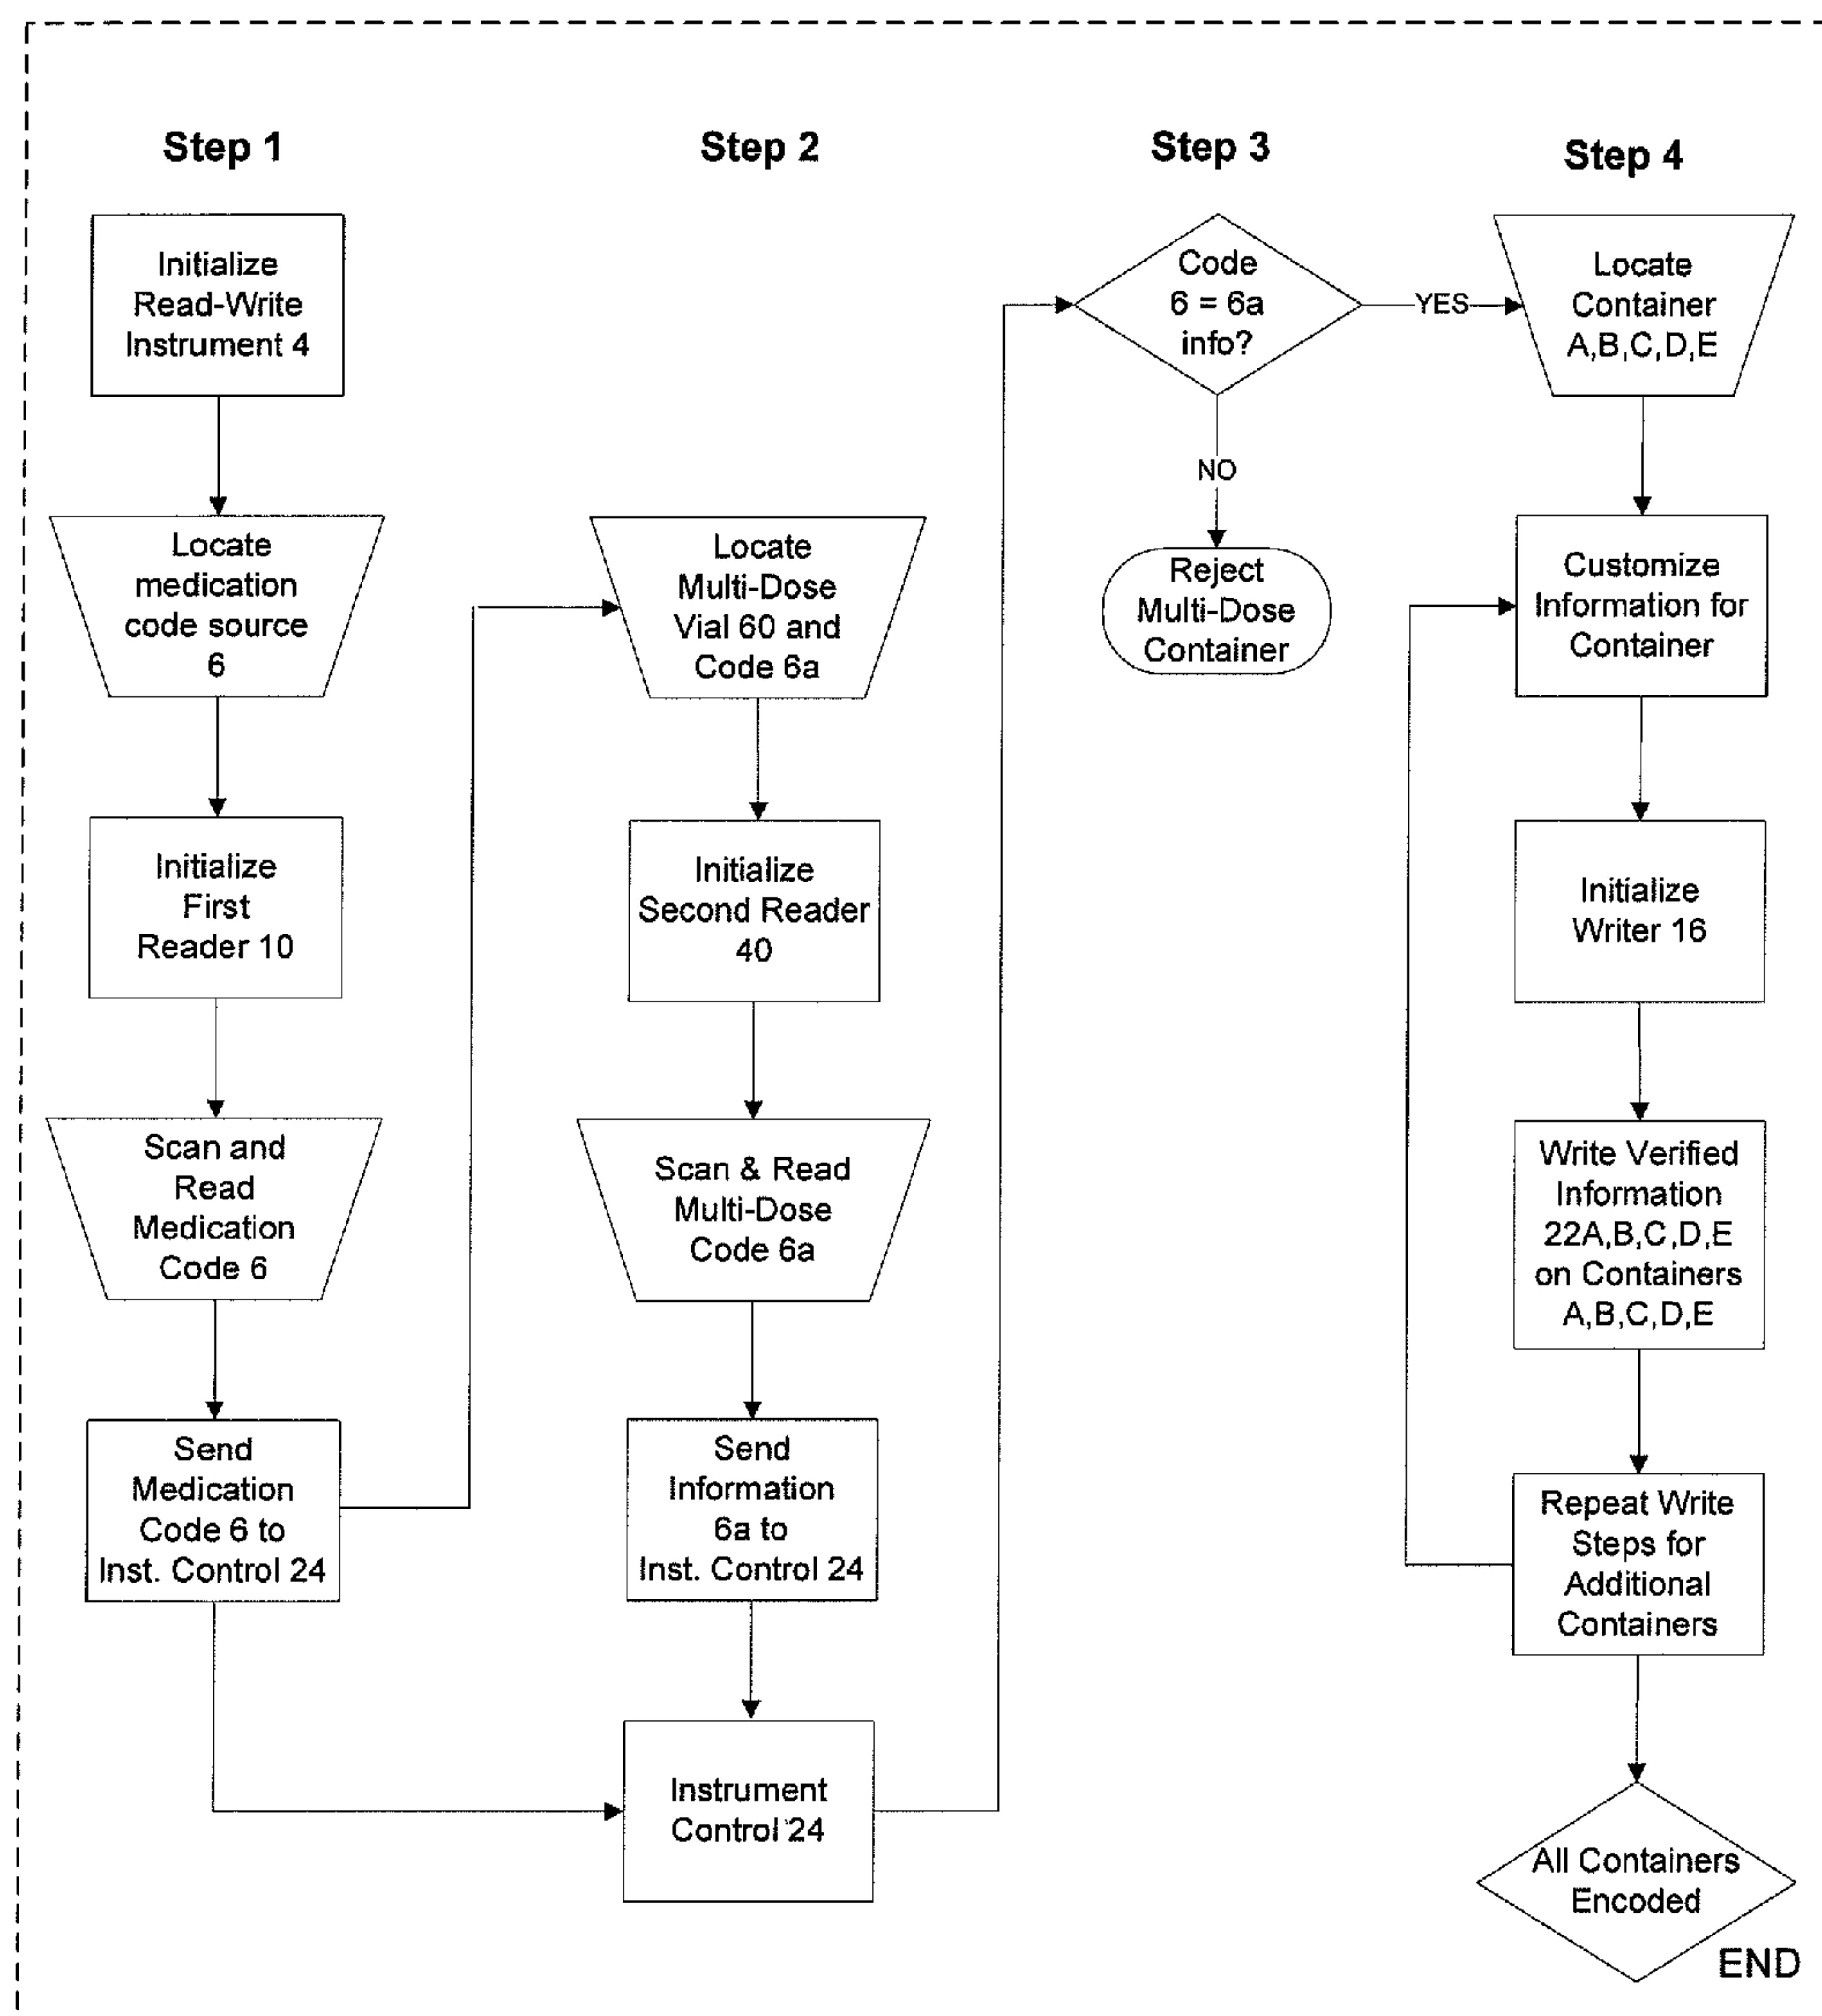 Step 1
Initialize
Read-Write
Instrument 4
Locate
medication
code source
6
Initialize
First
Reader 10
Scan and
Read
Medication
Code 6
Send
Medication
Code 6 to
Inst. Control 24
Step 2
Locate
Multi-Dose
Vial 60 and
Code 6a
Initialize
Second Reader
40
Scan & Read
Multi-Dose
Code 6a
Send
Information
6a to
Inst. Control 24
Instrument
Control 24
Step 3
Code
6 = 6a
info?
YES
NO
Reject
Multi-Dose
Container
Step 4
Locate
Container
A,B,C,D,E
Customize
Information for
Container
Initialize
Writer 16
Write Verified
Information
22A,B,C,D,E
on Containers
A,B,C,D,E
Repeat Write
Steps for
Additional
Containers
All Containers
Encoded
END